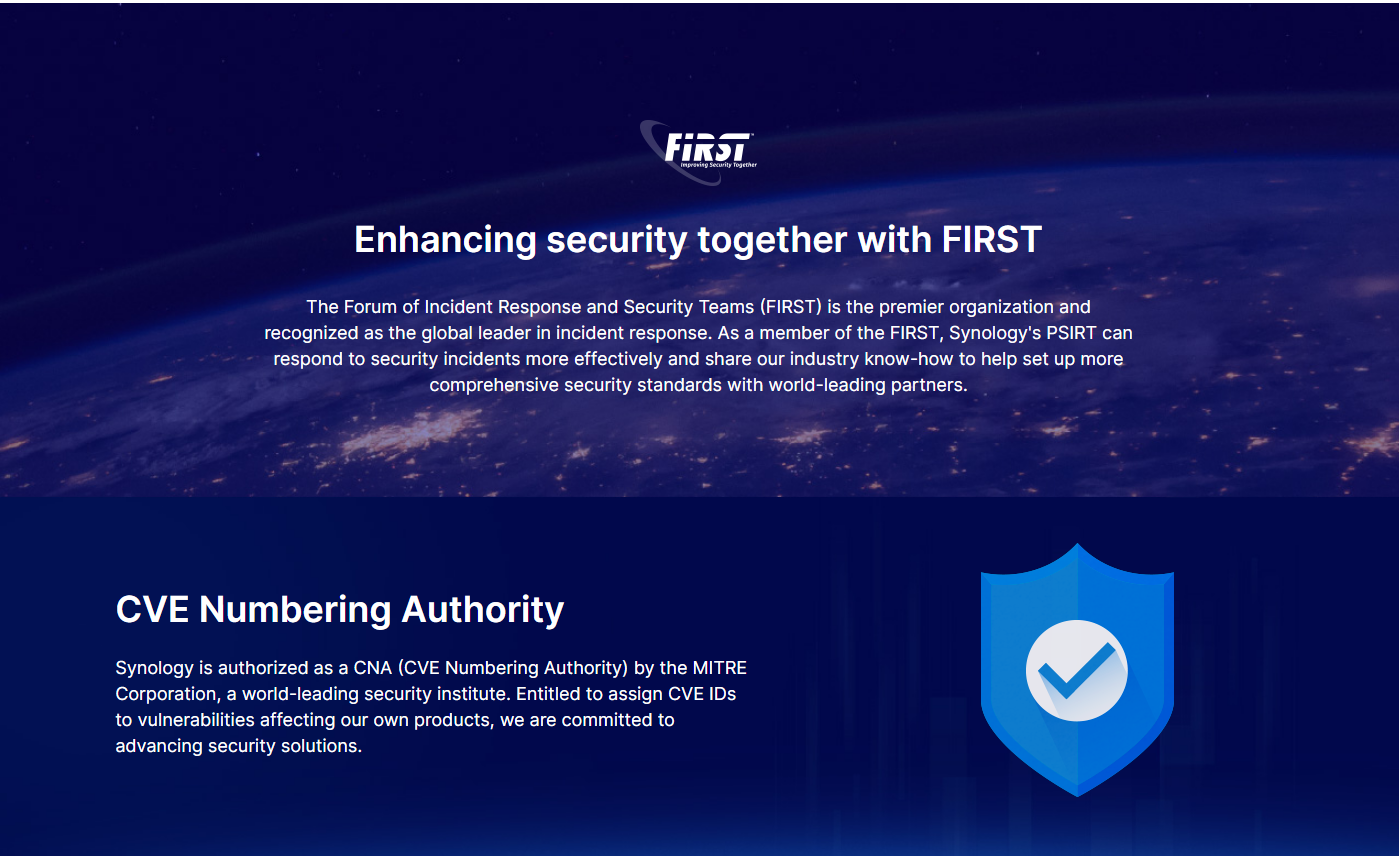 FIRST
Improving Security Together
Enhancing security together with FIRST
The Forum of Incident Response and Security Teams (FIRST) is the premier organization and
recognized as the global leader in incident response. As a member of the FIRST, Synology's PSIRT can
respond to security incidents more effectively and share our industry know-how to help set up more
comprehensive security standards with world-leading partners.
CVE Numbering Authority
Synology is authorized as a CNA (CVE Numbering Authority) by the MITRE
Corporation, a world-leading security institute. Entitled to assign CVE IDs
to vulnerabilities affecting our own products, we are committed to
advancing security solutions.